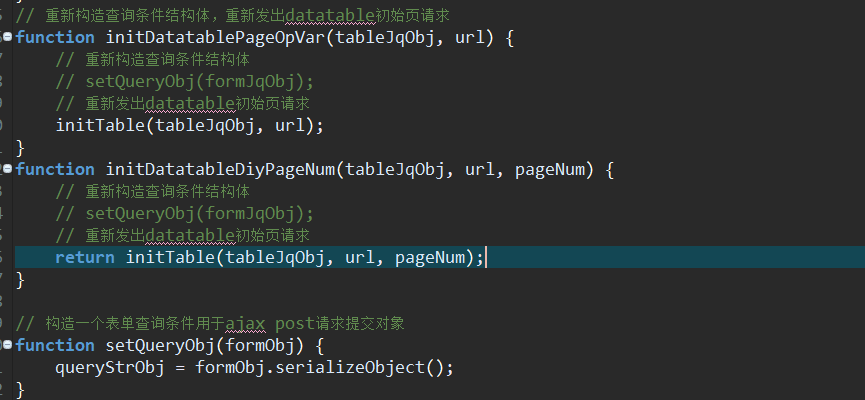 // 重新构造查询条件结构体，重新发出datatable初始页请求
function initDatatablePageOpVar(tableJqObj, url) {
// 重新构造查询条件结构体
// setQueryObj(formJqObj);
// 重新发出datatable初始页请求
initTable(tableJqObj, url);
}
function initDatatableDiyPageNum(tableJqObj, url, pageNum) {
// 重新构造查询条件结构体
// setQueryObj(formJqObj);
// 重新发出datatable初始页请求
return initTable(tableJqObj, url, pageNum);
}
// 构造一个表单查询条件用于ajax post请求提交对象
function setQueryObj(formObj) {
queryStrObj = formObj.serializeObject();
}